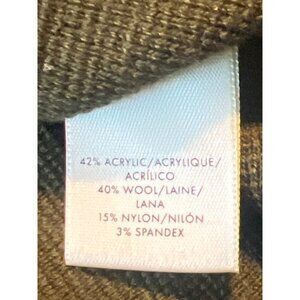 42% ACRYLIC/ACRYLIQUE/
ACRÍLICO
40% WOOL/LAINE/
LANA
15% NYLON/NILÓN
3% SPANDEX